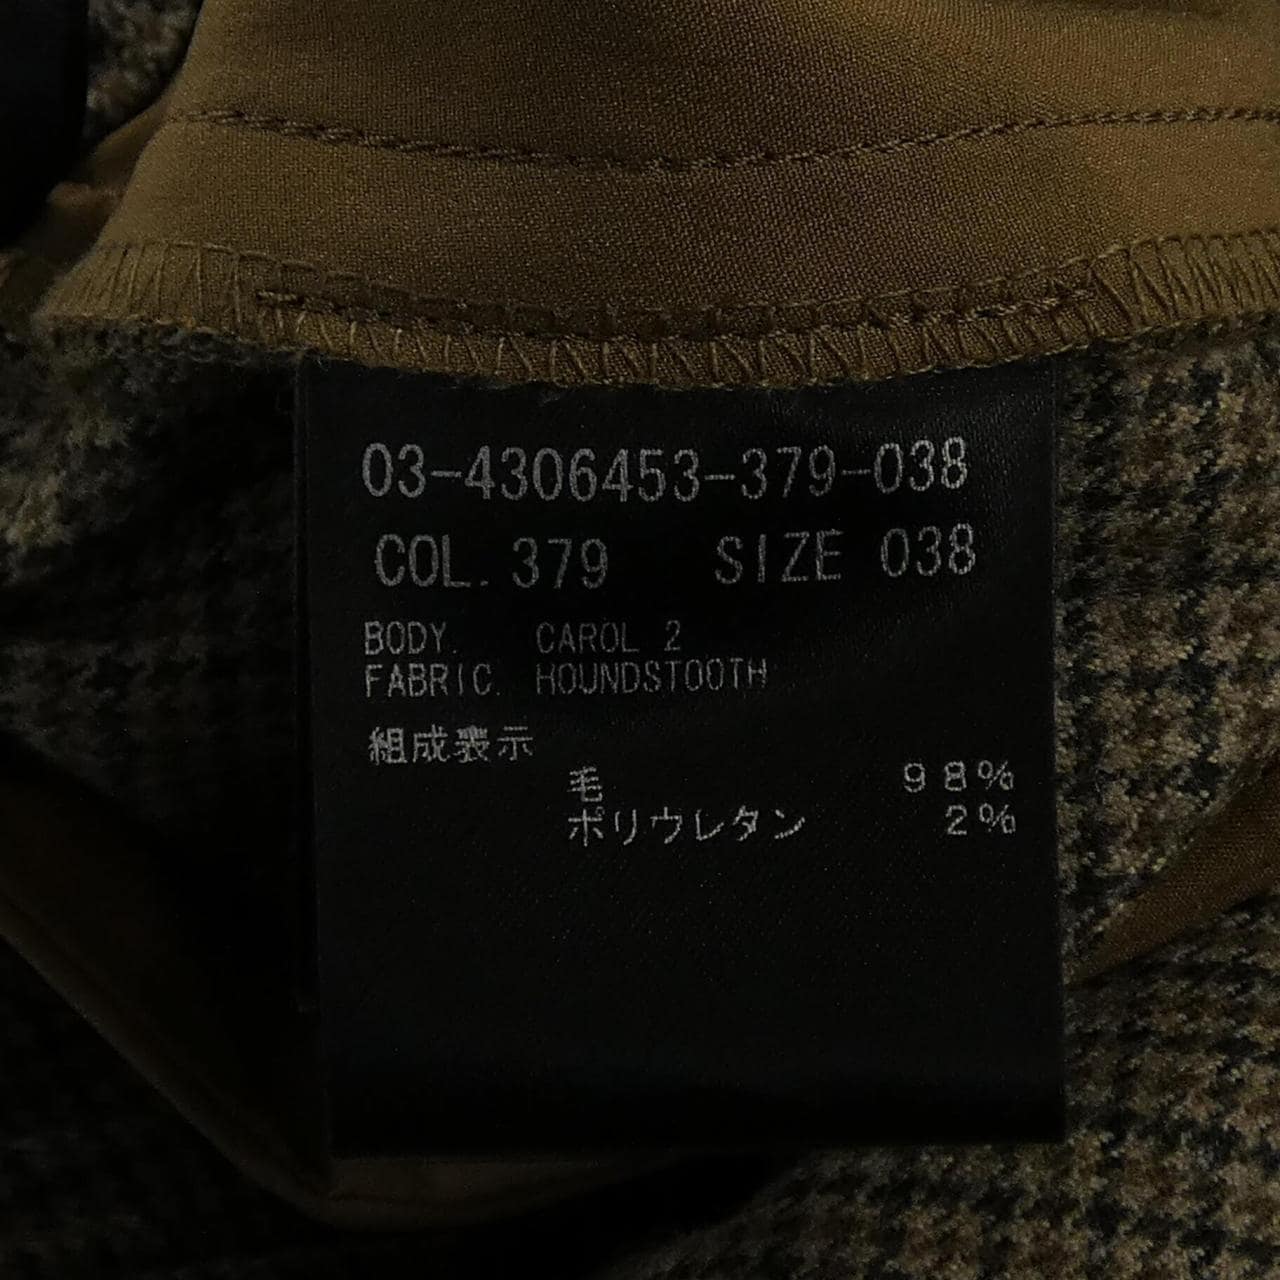 03-4306453-379-038
COL. 379 SIZE 038
BODY. CAROL 2
FABRIC. HOUNDSTOOTH
組成表示
毛 98%
ポリウレタン 2%